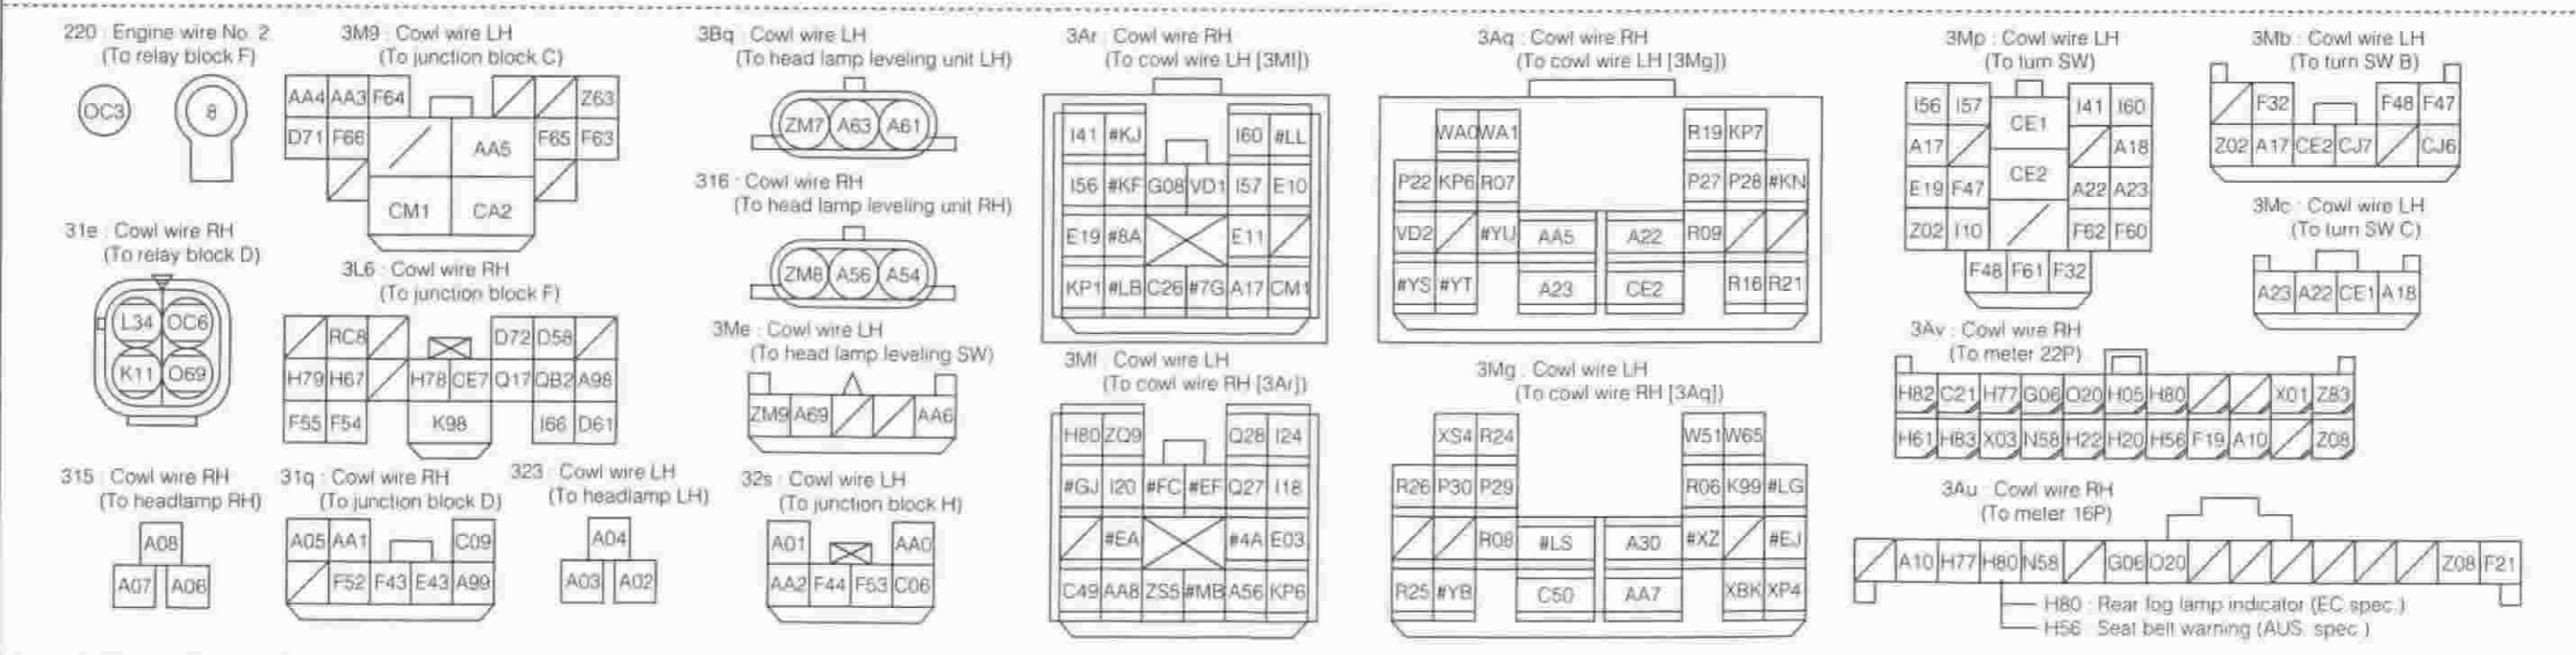 220 : Engine wire No. 2
(To relay block F)
OC3 8
31e : Cowl wire RH
(To relay block D)
L34 OC6
K11 O69
315 : Cowl wire RH
(To headlamp RH)
A08
A07 A06
3M9 : Cowl wire LH
(To junction block C)
AA4 AA3 F64 Z63
D71 F66 AA5 F65 F63
CM1 CA2
3L6 : Cowl wire RH
(To junction block F)
RC8 D72 D58
H79 H67 H78 CE7 Q17 QB2 A98
F55 F54 K98 I66 D61
31q : Cowl wire RH
(To junction block D)
A05 AA1 C09
F52 F43 E43 A99
323 : Cowl wire LH
(To headlamp LH)
A04
A03 A02
3Bq : Cowl wire LH
(To head lamp leveling unit LH)
ZM7 A63 A61
316 : Cowl wire RH
(To head lamp leveling unit RH)
ZM8 A56 A54
3Me : Cowl wire LH
(To head lamp leveling SW)
ZM9 A69 AA6
32s : Cowl wire LH
(To junction block H)
A01 AA0
AA2 F44 F53 C06
3Ar : Cowl wire RH
(To cowl wire LH [3Mf])
I41 #KJ I60 #LL
I56 #KF G08 VD1 I57 E10
E19 #8A E11
KP1 #LB C26 #7G A17 CM1
3Mf : Cowl wire LH
(To cowl wire RH [3Ar])
H80 ZQ9 Q28 I24
#GJ I20 #FC #EF Q27 I18
#EA #4A E03
C49 AA8 ZS5 #MB A56 KP6
3Aq : Cowl wire RH
(To cowl wire LH [3Mg])
WA0 WA1 R19 KP7
P22 KP6 R07 P27 P28 #KN
VD2 #YU AA5 A22 R09
#YS #YT A23 CE2 R16 R21
3Mg : Cowl wire LH
(To cowl wire RH [3Aq])
XS4 R24 W51 W65
R26 P30 P29 R06 K99 #LG
R08 #LS A30 #XZ #EJ
R25 #YB C50 AA7 XBK XP4
3Mp : Cowl wire LH
(To turn SW)
I56 I57 CE1 I41 I60
A17 A18
E19 F47 CE2 A22 A23
Z02 I10 F62 F60
F48 F61 F32
3Mb : Cowl wire LH
(To turn SW B)
F32 F48 F47
Z02 A17 CE2 CJ7 CJ6
3Mc : Cowl wire LH
(To turn SW C)
A23 A22 CE1 A18
3Av : Cowl wire RH
(To meter 22P)
H82 C21 H77 G06 O20 H05 H80 X01 Z83
H61 H83 X03 N58 H22 H20 H56 F19 A10 Z08
3Au : Cowl wire RH
(To meter 16P)
A10 H77 H80 N58 G06 O20 Z08 F21
H80 : Rear fog lamp indicator (EC spec.)
H56 : Seat belt warning (AUS. spec.)